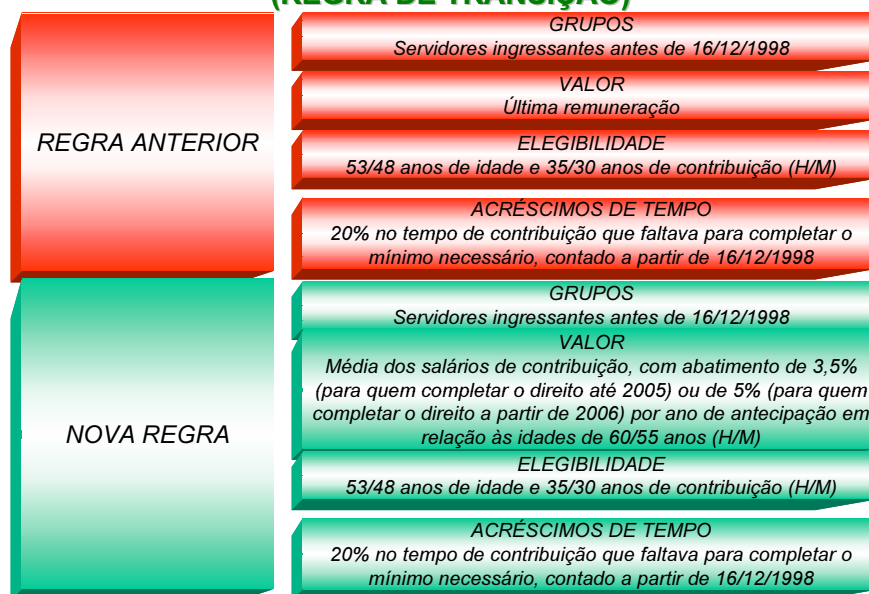 (REGRA DE TRANSIÇÃO)
REGRA ANTERIOR
GRUPOS
Servidores ingressantes antes de 16/12/1998
VALOR
Última remuneração
ELEGIBILIDADE
53/48 anos de idade e 35/30 anos de contribuição (H/M)
ACRÉSCIMOS DE TEMPO
20% no tempo de contribuição que faltava para completar o
mínimo necessário, contado a partir de 16/12/1998
NOVA REGRA
GRUPOS
Servidores ingressantes antes de 16/12/1998
VALOR
Média dos salários de contribuição, com abatimento de 3,5%
(para quem completar o direito até 2005) ou de 5% (para quem
completar o direito a partir de 2006) por ano de antecipação em
relação às idades de 60/55 anos (H/M)
ELEGIBILIDADE
53/48 anos de idade e 35/30 anos de contribuição (H/M)
ACRÉSCIMOS DE TEMPO
20% no tempo de contribuição que faltava para completar o
mínimo necessário, contado a partir de 16/12/1998